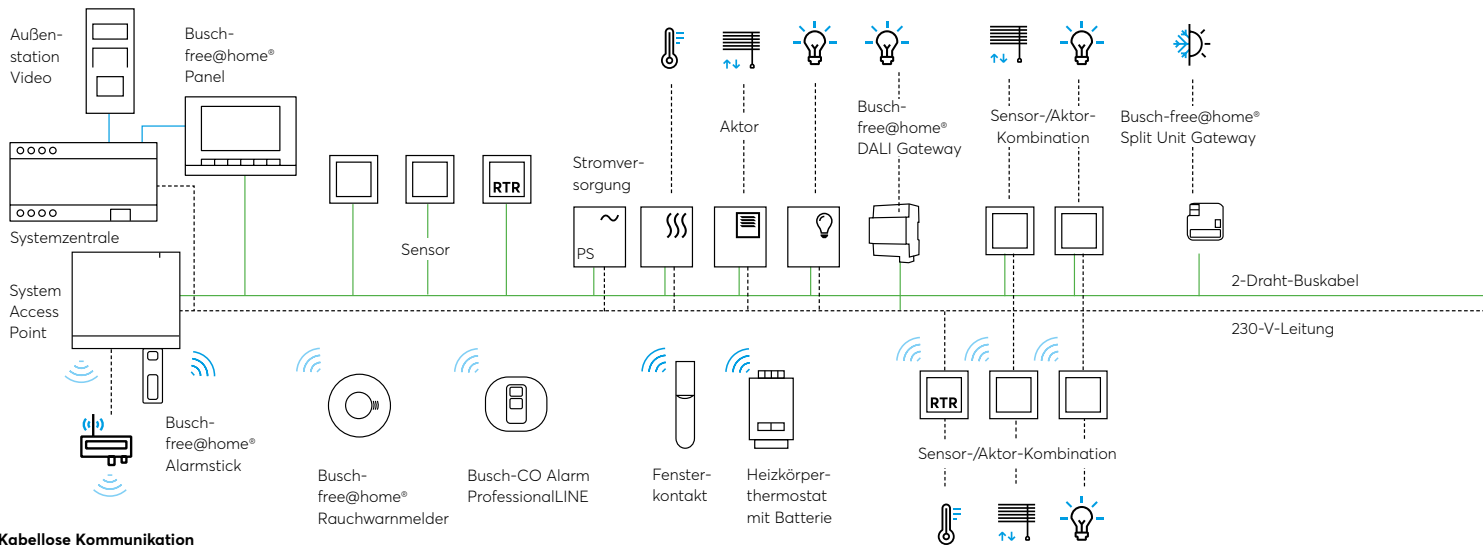 Außen-
station
Video
Busch-
free@home®
Panel
Systemzentrale
System
Access
Point
Sensor
RTR
Stromver-
sorgung
PS
Aktor
Busch-
free@home®
DALI Gateway
Sensor-/Aktor-
Kombination
Busch-free@home®
Split Unit Gateway
2-Draht-Buskabel
230-V-Leitung
Busch-
free@home®
Alarmstick
Busch-
free@home®
Rauchwarnmelder
Busch-CO Alarm
ProfessionalLINE
Fenster-
kontakt
Heizkörper-
thermostat
mit Batterie
RTR
Sensor-/Aktor-Kombination
Kabellose Kommunikation